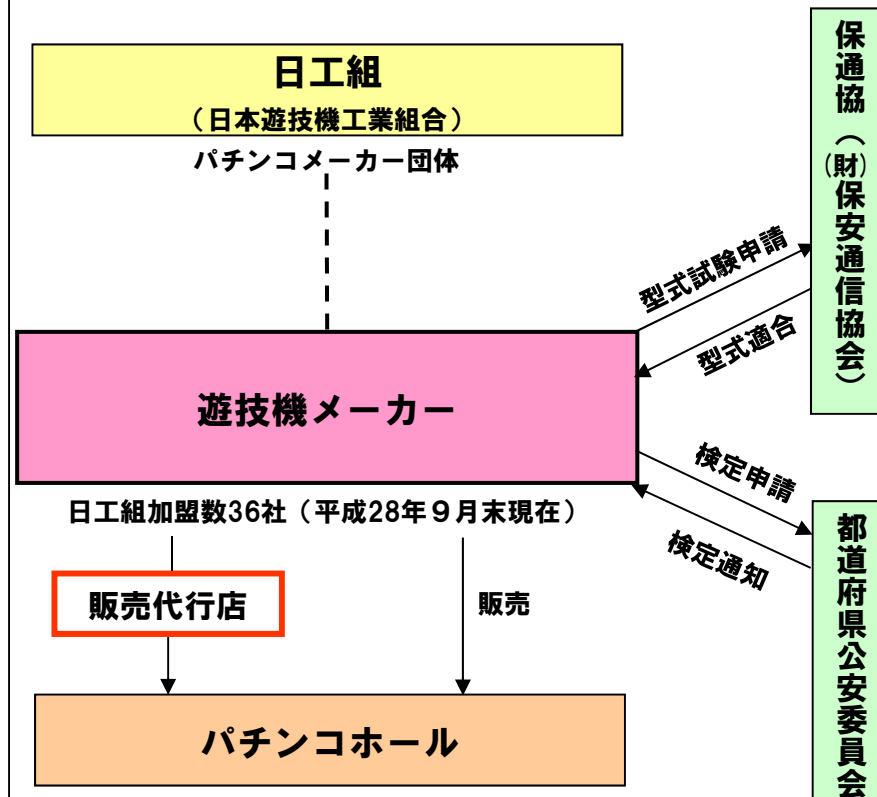 日工組
（日本遊技機工業組合）
パチンコメーカー団体
保通協（(財)保安通信協会）
型式試験申請
型式適合
遊技機メーカー
検定申請
検定通知
日工組加盟数36社（平成28年９月末現在）
都道府県公安委員会
販売代行店
販売
パチンコホール